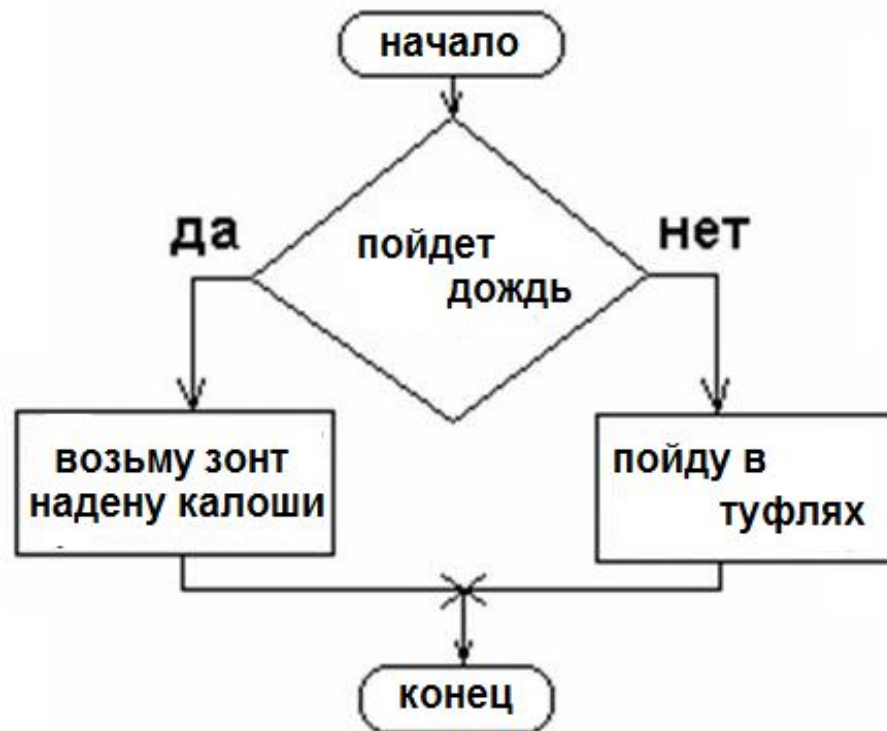 начало
да
нет
пойдет
дождь
возьму зонт
надену калоши
пойду в
туфлях
конец